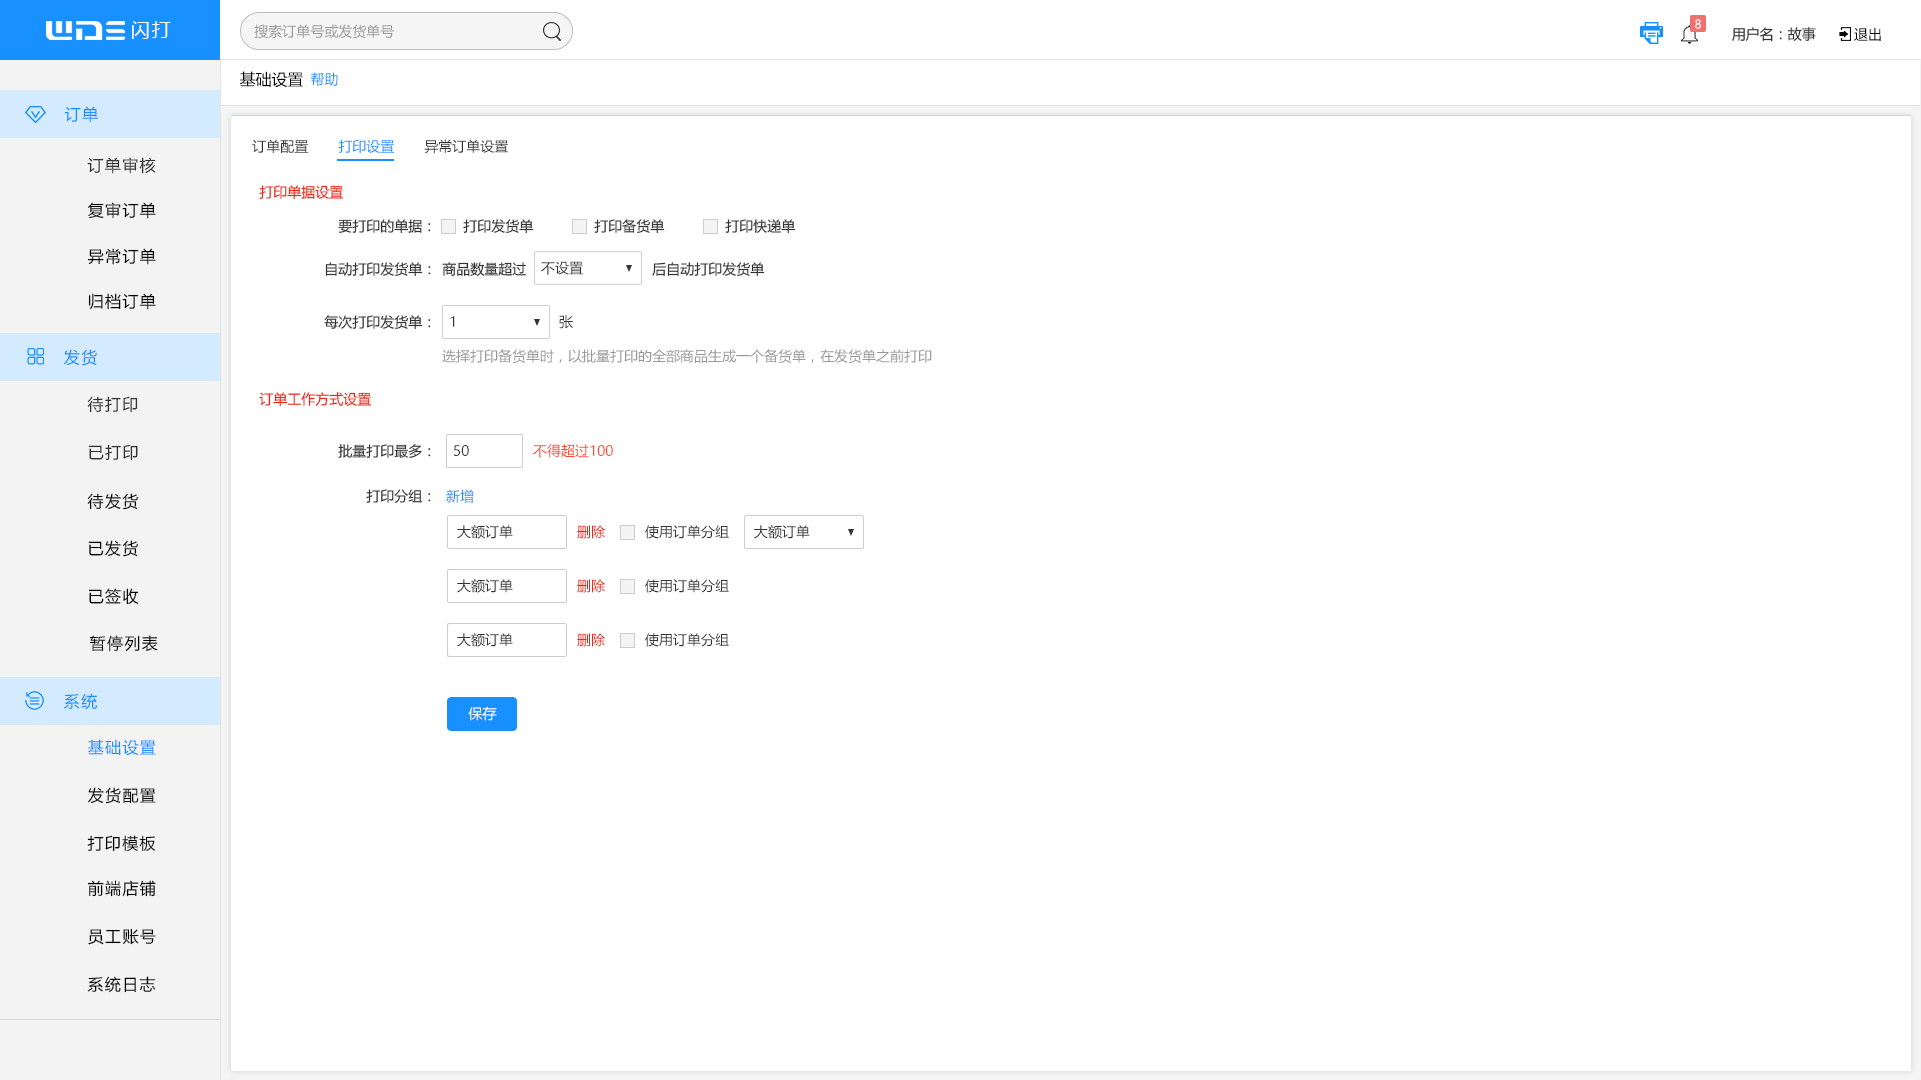 WDS闪打
搜索订单号或发货单号
8
用户名：故事
退出
基础设置 帮助
订单
订单审核
复审订单
异常订单
归档订单
发货
待打印
已打印
待发货
已发货
已签收
暂停列表
系统
基础设置
发货配置
打印模板
前端店铺
员工账号
系统日志
订单配置 打印设置 异常订单设置
打印单据设置
要打印的单据： 打印发货单 打印备货单 打印快递单
自动打印发货单： 商品数量超过 不设置 ▼ 后自动打印发货单
每次打印发货单： 1 ▼ 张
选择打印备货单时，以批量打印的全部商品生成一个备货单，在发货单之前打印
订单工作方式设置
批量打印最多： 50 不得超过100
打印分组： 新增
大额订单 删除 使用订单分组 大额订单 ▼
大额订单 删除 使用订单分组
大额订单 删除 使用订单分组
保存